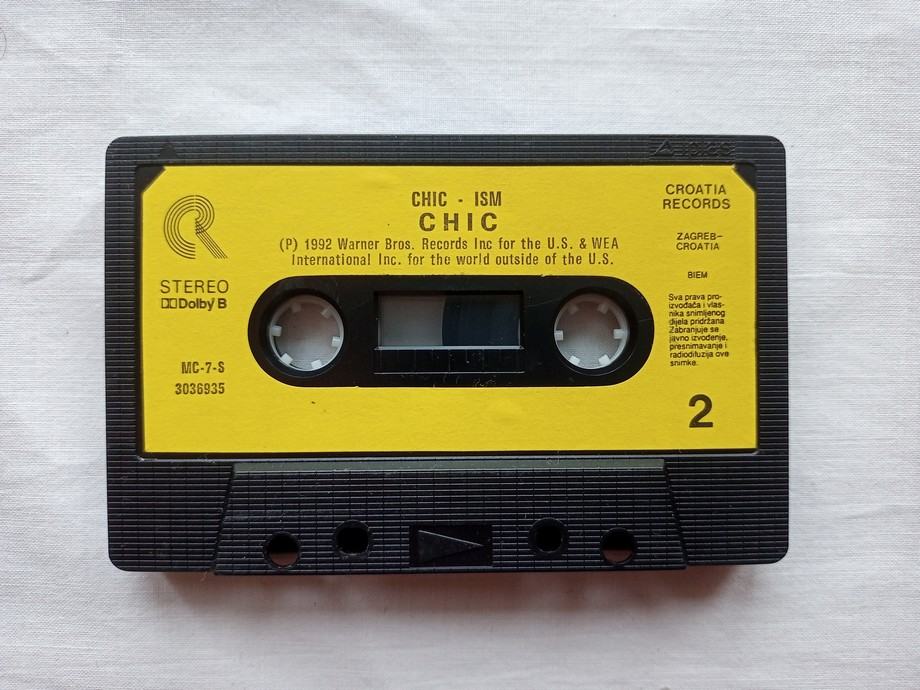 CHIC - ISM
CHIC
(P) 1992 Warner Bros. Records Inc for the U.S. & WEA
International Inc. for the world outside of the U.S.
STEREO
Dolby B
MC-7-S
3036935
CROATIA
RECORDS
ZAGREB–
CROATIA
BIEM
Sva prava pro-
izvođača i vlas-
nika snimljenog
dijela pridržana
Zabranjuje se
javno izvođenje,
presnimavanje i
radiodifuzija ove
snimke.
2